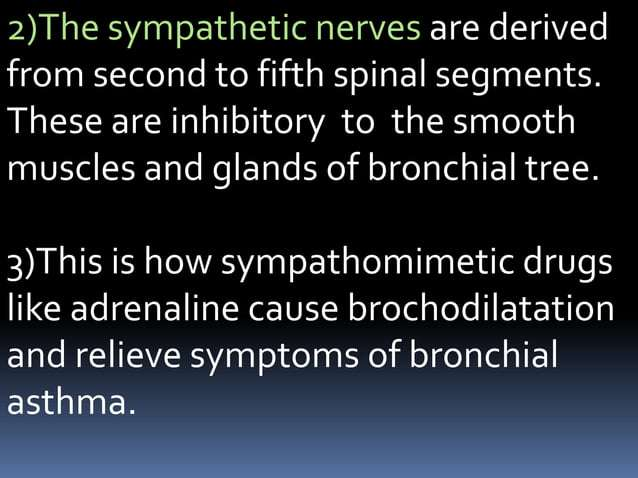 2)The sympathetic nerves are derived
from second to fifth spinal segments.
These are inhibitory  to  the smooth
muscles and glands of bronchial tree.
3)This is how sympathomimetic drugs
like adrenaline cause brochodilatation
and relieve symptoms of bronchial
asthma.